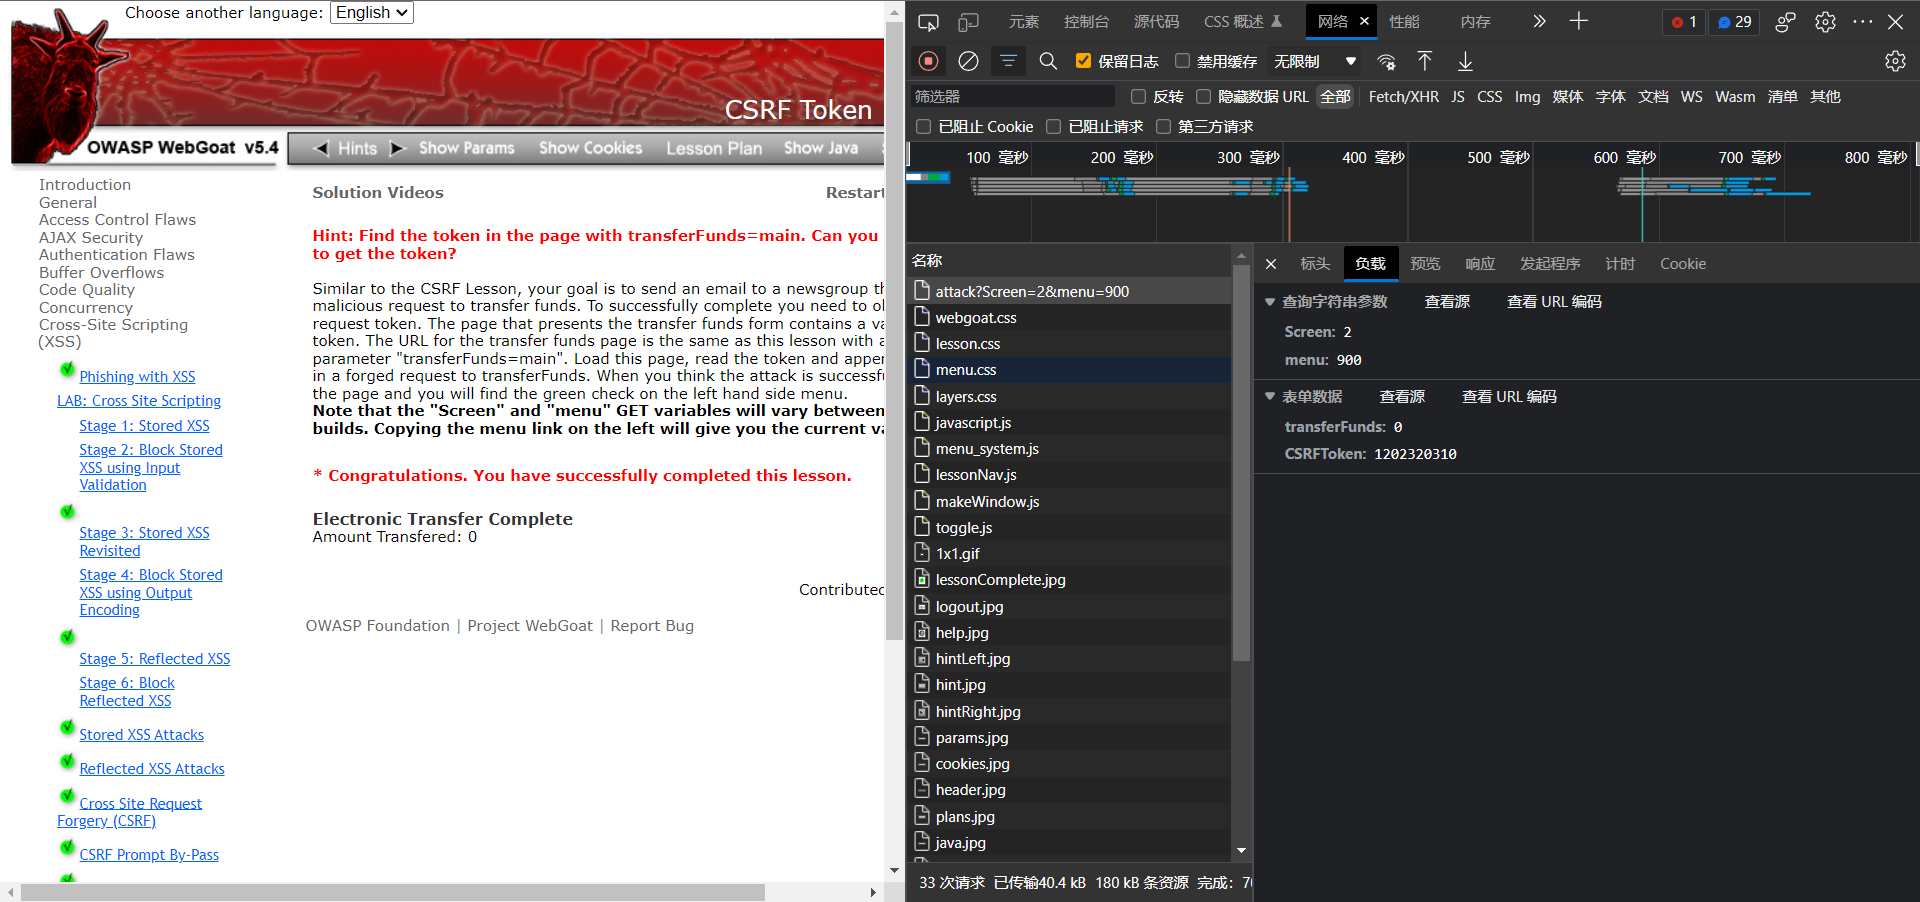 Choose another language: English
CSRF Token
OWASP WebGoat v5.4
Hints Show Params Show Cookies Lesson Plan Show Java
Introduction
General
Access Control Flaws
AJAX Security
Authentication Flaws
Buffer Overflows
Code Quality
Concurrency
Cross-Site Scripting
(XSS)
Phishing with XSS
LAB: Cross Site Scripting
Stage 1: Stored XSS
Stage 2: Block Stored
XSS using Input
Validation
Stage 3: Stored XSS
Revisited
Stage 4: Block Stored
XSS using Output
Encoding
Stage 5: Reflected XSS
Stage 6: Block
Reflected XSS
Stored XSS Attacks
Reflected XSS Attacks
Cross Site Request
Forgery (CSRF)
CSRF Prompt By-Pass
Solution Videos Restart
Hint: Find the token in the page with transferFunds=main. Can you
to get the token?
Similar to the CSRF Lesson, your goal is to send an email to a newsgroup th
malicious request to transfer funds. To successfully complete you need to ob
request token. The page that presents the transfer funds form contains a va
token. The URL for the transfer funds page is the same as this lesson with a
parameter "transferFunds=main". Load this page, read the token and apper
in a forged request to transferFunds. When you think the attack is successf
the page and you will find the green check on the left hand side menu.
Note that the "Screen" and "menu" GET variables will vary between
builds. Copying the menu link on the left will give you the current va
* Congratulations. You have successfully completed this lesson.
Electronic Transfer Complete
Amount Transfered: 0
Contributed
OWASP Foundation | Project WebGoat | Report Bug
元素 控制台 源代码 CSS 概述 网络 性能 内存 1 29
保留日志 禁用缓存 无限制
筛选器 反转 隐藏数据 URL 全部 Fetch/XHR JS CSS Img 媒体 字体 文档 WS Wasm 清单 其他
已阻止 Cookie 已阻止请求 第三方请求
100 毫秒 200 毫秒 300 毫秒 400 毫秒 500 毫秒 600 毫秒 700 毫秒 800 毫秒
名称
attack?Screen=2&menu=900
webgoat.css
lesson.css
menu.css
layers.css
javascript.js
menu_system.js
lessonNav.js
makeWindow.js
toggle.js
1x1.gif
lessonComplete.jpg
logout.jpg
help.jpg
hintLeft.jpg
hint.jpg
hintRight.jpg
params.jpg
cookies.jpg
header.jpg
plans.jpg
java.jpg
33 次请求 已传输40.4 kB 180 kB 条资源 完成: 70
标头 负载 预览 响应 发起程序 计时 Cookie
查询字符串参数 查看源 查看 URL 编码
Screen: 2
menu: 900
表单数据 查看源 查看 URL 编码
transferFunds: 0
CSRFToken: 1202320310